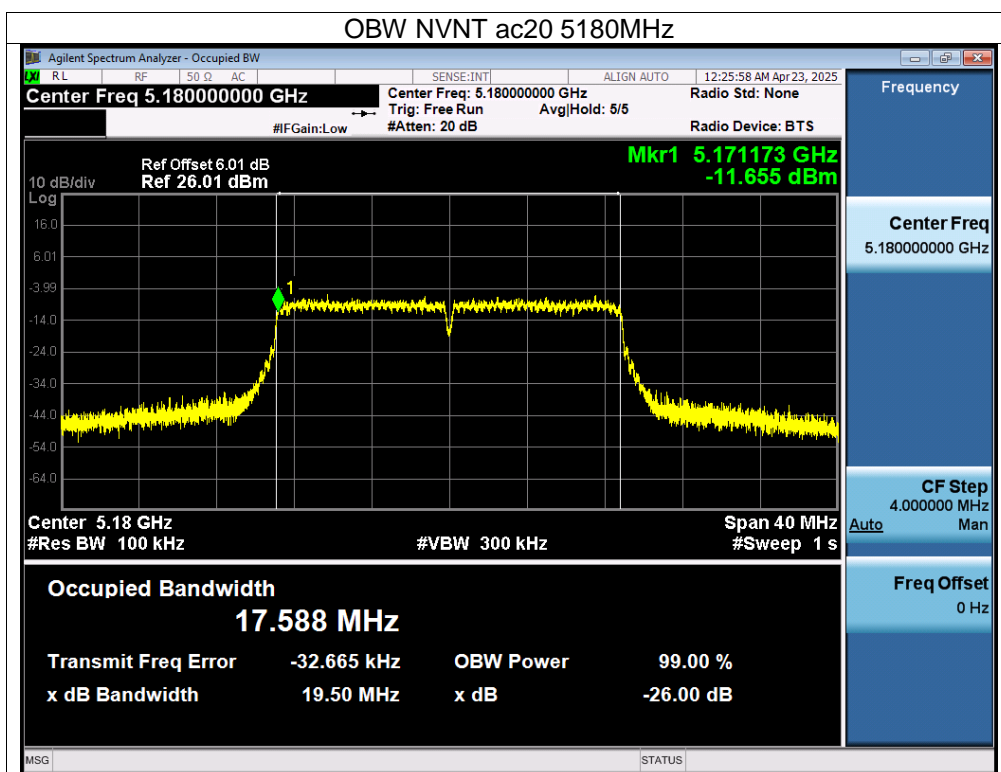 OBW NVNT ac20 5180MHz
Agilent Spectrum Analyzer - Occupied BW
LXI RL RF 50 Ω AC SENSE:INT ALIGN AUTO 12:25:58 AM Apr 23, 2025
Center Freq 5.180000000 GHz
Center Freq: 5.180000000 GHz Radio Std: None
Trig: Free Run Avg|Hold: 5/5
#IFGain:Low #Atten: 20 dB Radio Device: BTS
Mkr1 5.171173 GHz
-11.655 dBm
Ref Offset 6.01 dB
10 dB/div Ref 26.01 dBm
Log
16.0
6.01
-3.99
-14.0
-24.0
-34.0
-44.0
-54.0
-64.0
1
Center 5.18 GHz Span 40 MHz
#Res BW 100 kHz #VBW 300 kHz #Sweep 1 s
Occupied Bandwidth
17.588 MHz
Transmit Freq Error -32.665 kHz OBW Power 99.00 %
x dB Bandwidth 19.50 MHz x dB -26.00 dB
MSG STATUS
Frequency
Center Freq
5.180000000 GHz
CF Step
4.000000 MHz
Auto Man
Freq Offset
0 Hz